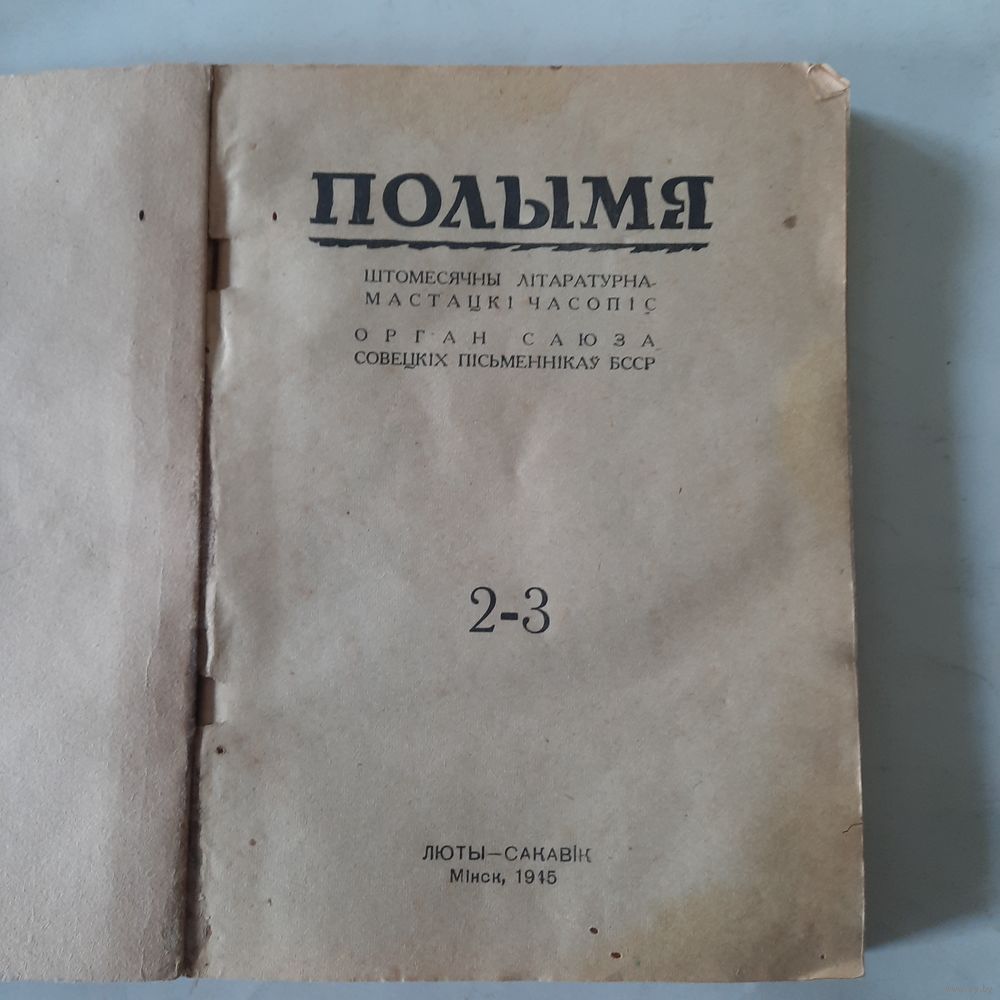 ПОЛЫМЯ
ШТОМЕСЯЧНЫ ЛІТАРАТУРНА-
МАСТАЦКІ ЧАСОПІС
ОРГАН САЮЗА
СОВЕЦКІХ ПІСЬМЕННІКАЎ БССР
2-3
ЛЮТЫ—САКАВІК
Мінск, 1945